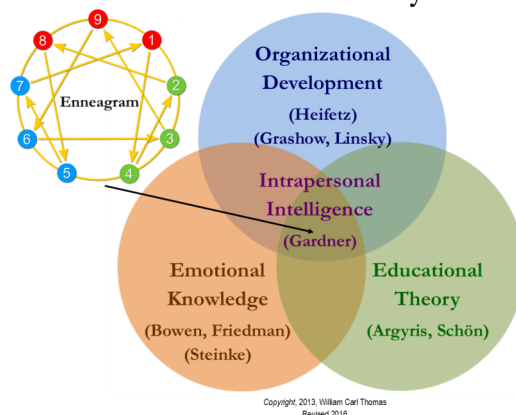 9
8
1
7
2
Enneagram
6
3
5
4
Organizational
Development
(Heifetz)
(Grashow, Linsky)
Intrapersonal
Intelligence
(Gardner)
Emotional
Knowledge
(Bowen, Friedman)
(Steinke)
Educational
Theory
(Argyris, Schön)
Copyright, 2013, William Carl Thomas
Revised 2016